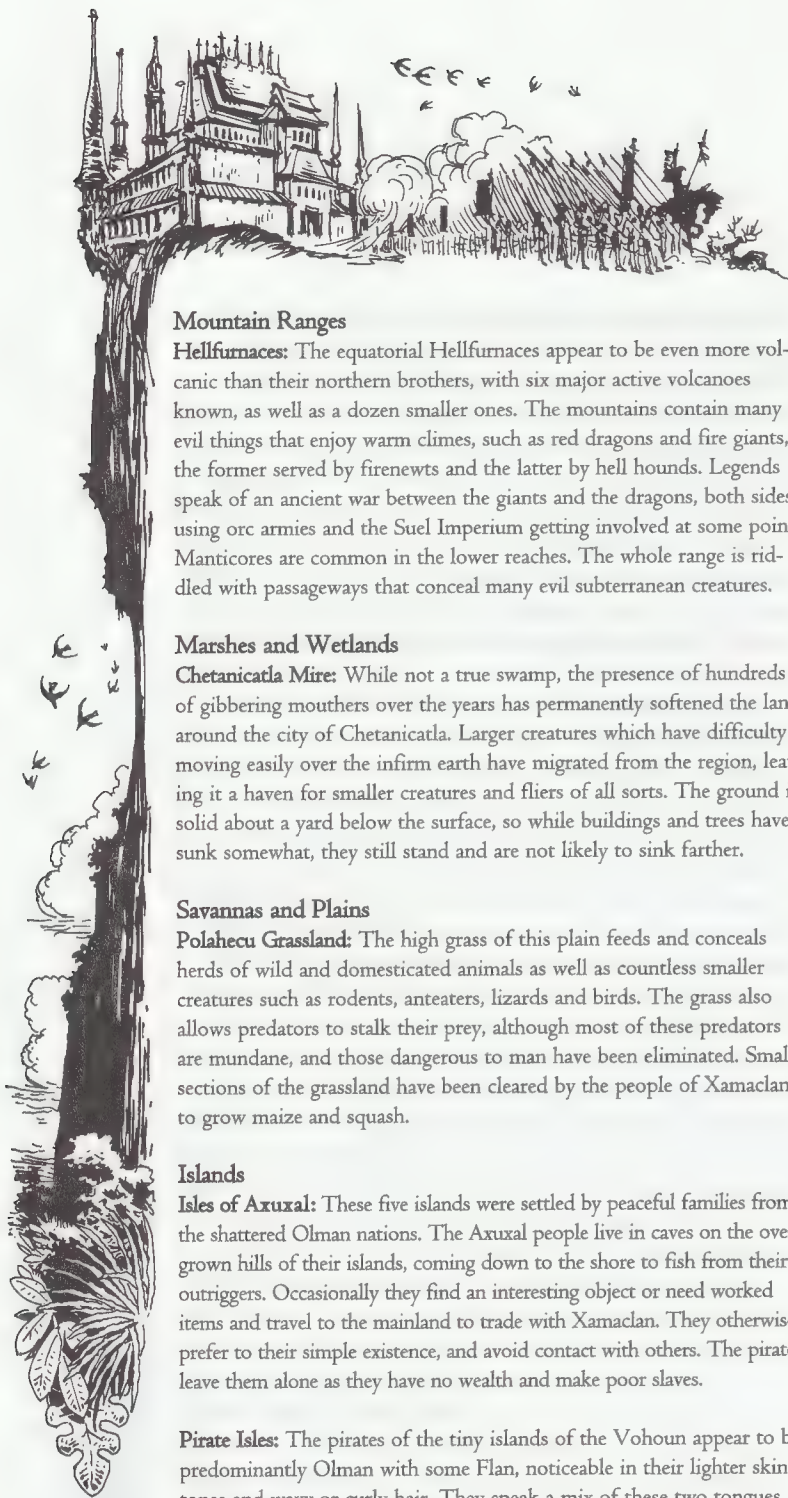 Mountain Ranges
Hellfurnaces: The equatorial Hellfurnaces appear to be even more vol-
canic than their northern brothers, with six major active volcanoes
known, as well as a dozen smaller ones. The mountains contain many
evil things that enjoy warm climes, such as red dragons and fire giants,
the former served by firenewts and the latter by hell hounds. Legends
speak of an ancient war between the giants and the dragons, both sides
using orc armies and the Suel Imperium getting involved at some poin
Manticores are common in the lower reaches. The whole range is rid-
dled with passageways that conceal many evil subterranean creatures.
Marshes and Wetlands
Chetanicatla Mire: While not a true swamp, the presence of hundreds
of gibbering mouthers over the years has permanently softened the lan
around the city of Chetanicatla. Larger creatures which have difficulty
moving easily over the infirm earth have migrated from the region, lea
ing it a haven for smaller creatures and fliers of all sorts. The ground
solid about a yard below the surface, so while buildings and trees have
sunk somewhat, they still stand and are not likely to sink farther.
Savannas and Plains
Polahecu Grassland: The high grass of this plain feeds and conceals
herds of wild and domesticated animals as well as countless smaller
creatures such as rodents, anteaters, lizards and birds. The grass also
allows predators to stalk their prey, although most of these predators
are mundane, and those dangerous to man have been eliminated. Smal
sections of the grassland have been cleared by the people of Xamaclan
to grow maize and squash.
Islands
Isles of Axuxal: These five islands were settled by peaceful families from
the shattered Olman nations. The Axuxal people live in caves on the ove
grown hills of their islands, coming down to the shore to fish from their
outriggers. Occasionally they find an interesting object or need worked
items and travel to the mainland to trade with Xamaclan. They otherwis
prefer to their simple existence, and avoid contact with others. The pirat
leave them alone as they have no wealth and make poor slaves.
Pirate Isles: The pirates of the tiny islands of the Vohoun appear to b
predominantly Olman with some Flan, noticeable in their lighter skin
tones and wavy or curly hair. They speak a mix of these two tongues